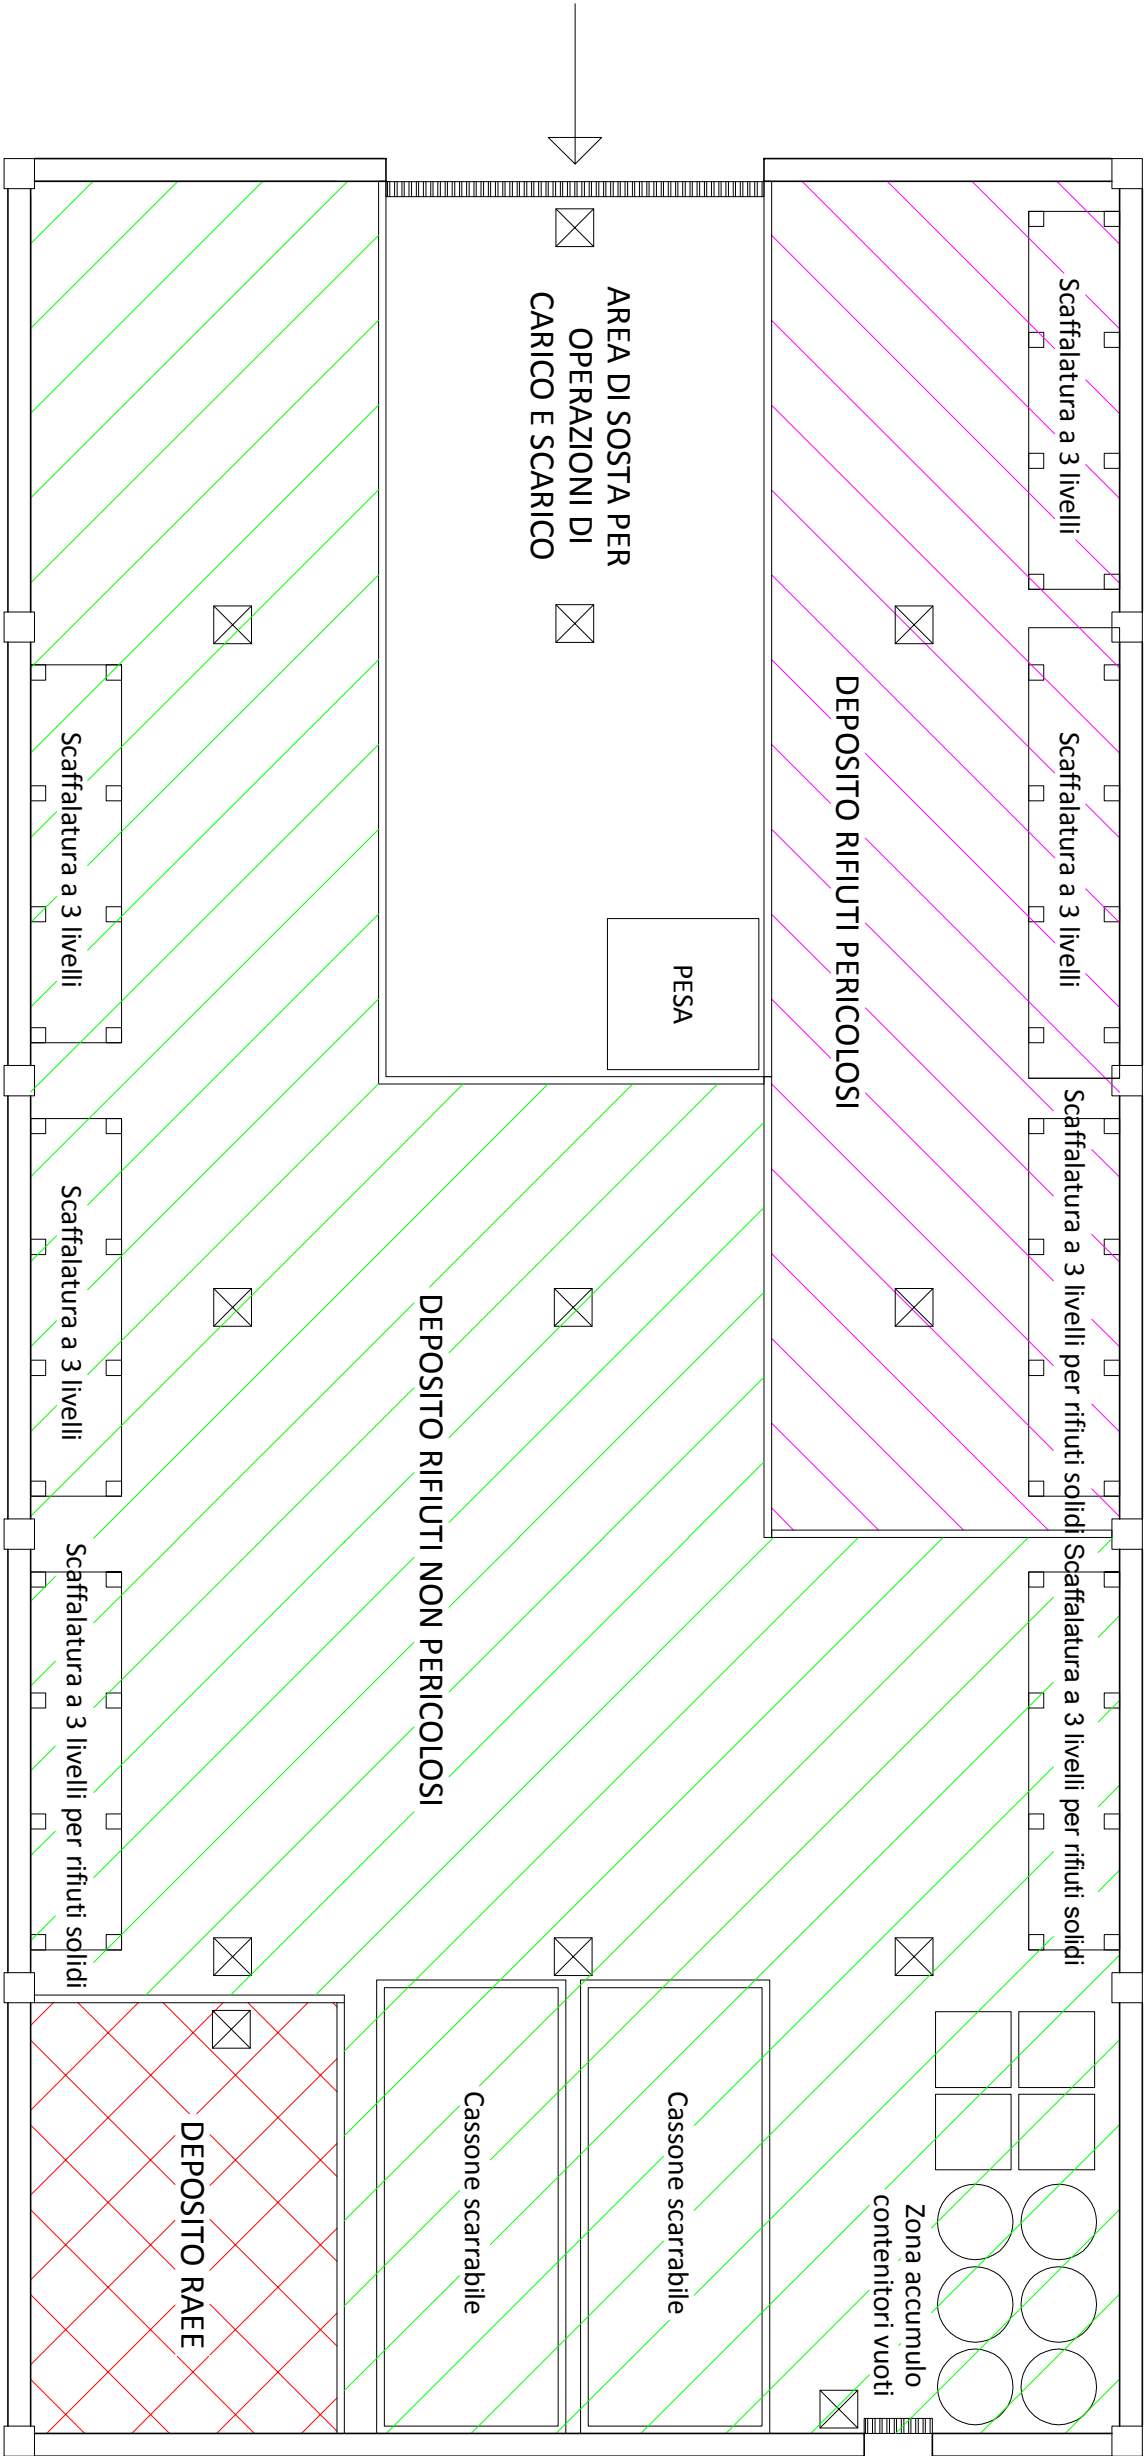 Scaffalatura a 3 livelli
Scaffalatura a 3 livelli
Scaffalatura a 3 livelli per rifiuti solidi
Scaffalatura a 3 livelli per rifiuti solidi
DEPOSITO RIFIUTI PERICOLOSI
Zona accumulo
contenitori vuoti
AREA DI SOSTA PER
OPERAZIONI DI
CARICO E SCARICO
PESA
Cassone scarrabile
Cassone scarrabile
DEPOSITO RIFIUTI NON PERICOLOSI
DEPOSITO RAEE
Scaffalatura a 3 livelli
Scaffalatura a 3 livelli
Scaffalatura a 3 livelli per rifiuti solidi